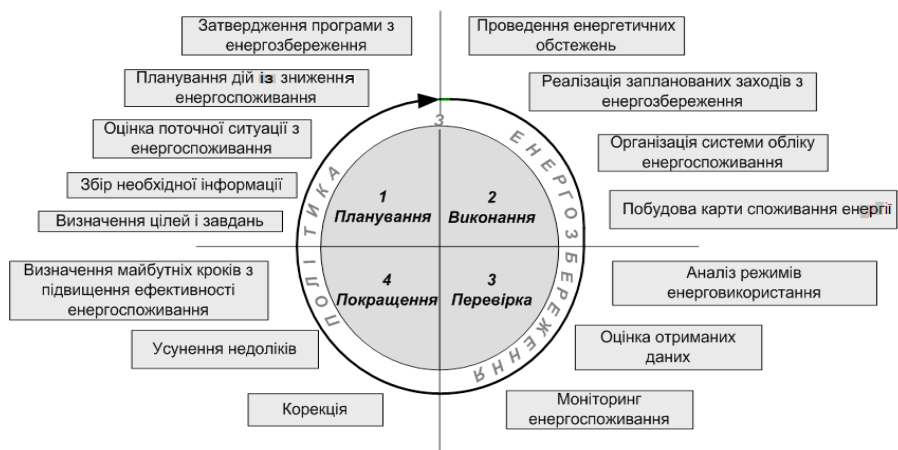 Затвердження програми з
енергозбереження
Планування дій із зниження
енергоспоживання
Оцінка поточної ситуації з
енергоспоживання
Збір необхідної інформації
Визначення цілей і завдань
Визначення майбутніх кроків з
підвищення ефективності
енергоспоживання
Усунення недоліків
Корекція
ПОЛІТИКА З ЕНЕРГОЗБЕРЕЖЕННЯ
1
Планування
2
Виконання
4
Покращення
3
Перевірка
Проведення енергетичних
обстежень
Реалізація запланованих заходів з
енергозбереження
Організація системи обліку
енергоспоживання
Побудова карти споживання енергії
Аналіз режимів
енерговикористання
Оцінка отриманих
даних
Моніторинг
енергоспоживання